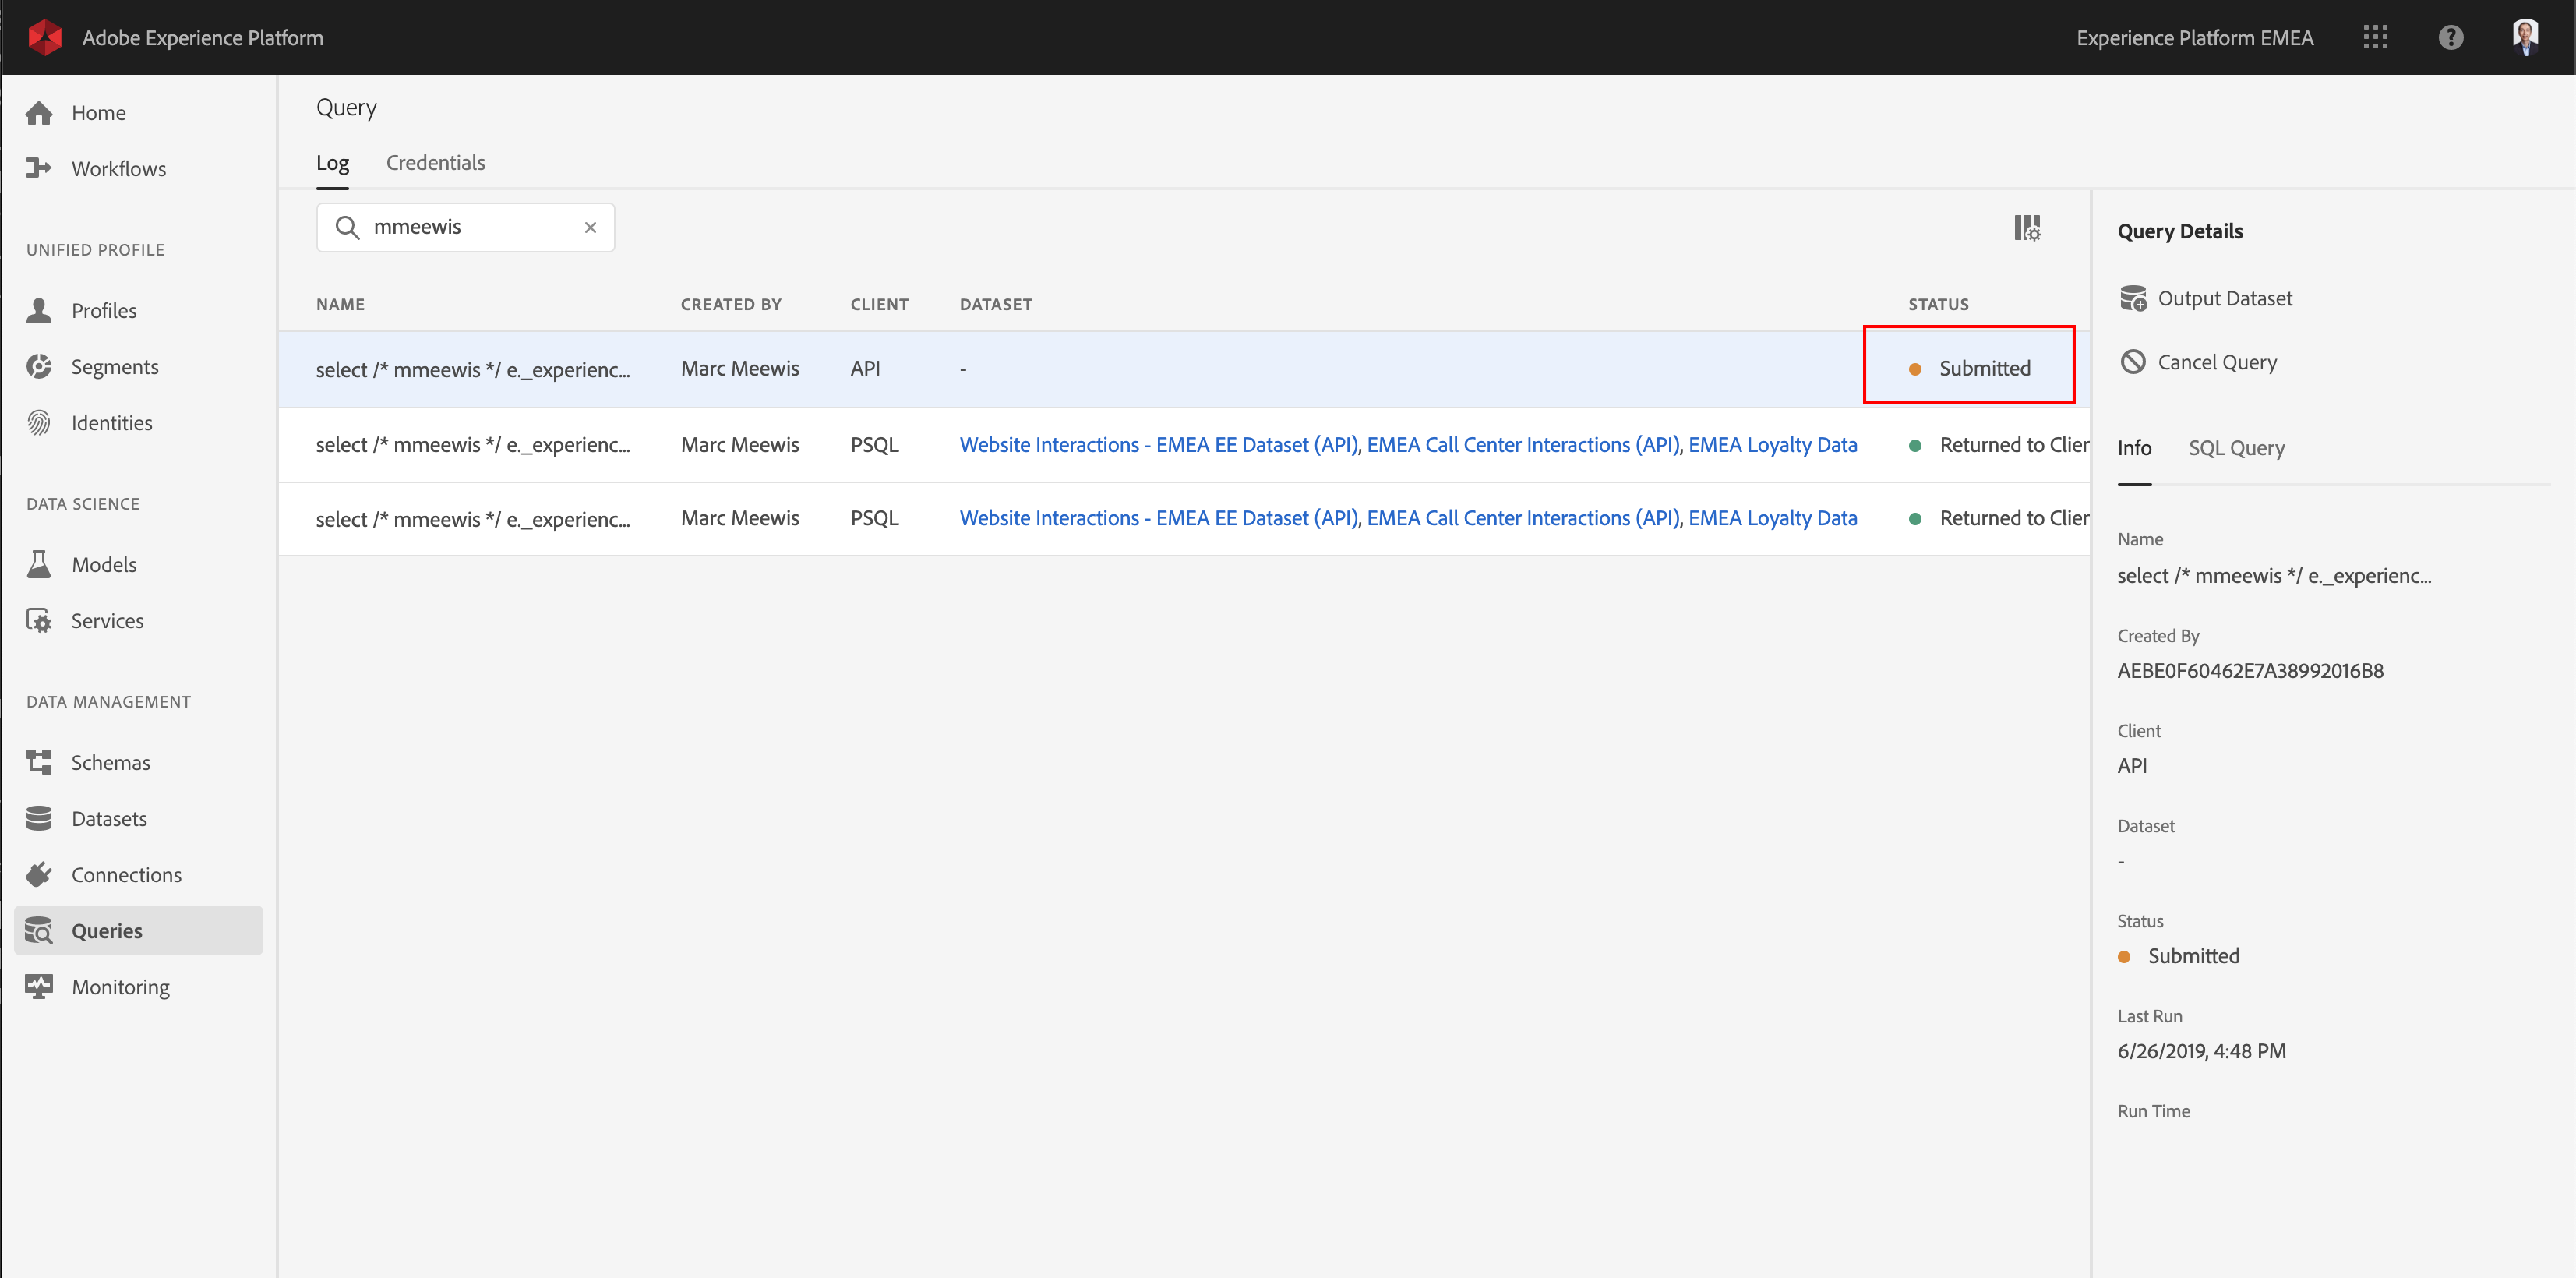 Adobe Experience Platform
Experience Platform EMEA
Home
Workflows
UNIFIED PROFILE
Profiles
Segments
Identities
DATA SCIENCE
Models
Services
DATA MANAGEMENT
Schemas
Datasets
Connections
Queries
Monitoring
Query
Log Credentials
mmeewis
NAME CREATED BY CLIENT DATASET STATUS
select /* mmeewis */ e._experienc... Marc Meewis API - Submitted
select /* mmeewis */ e._experienc... Marc Meewis PSQL Website Interactions - EMEA EE Dataset (API), EMEA Call Center Interactions (API), EMEA Loyalty Data Returned to Clien
select /* mmeewis */ e._experienc... Marc Meewis PSQL Website Interactions - EMEA EE Dataset (API), EMEA Call Center Interactions (API), EMEA Loyalty Data Returned to Clien
Query Details
Output Dataset
Cancel Query
Info SQL Query
Name
select /* mmeewis */ e._experienc...
Created By
AEBE0F60462E7A38992016B8
Client
API
Dataset
-
Status
Submitted
Last Run
6/26/2019, 4:48 PM
Run Time